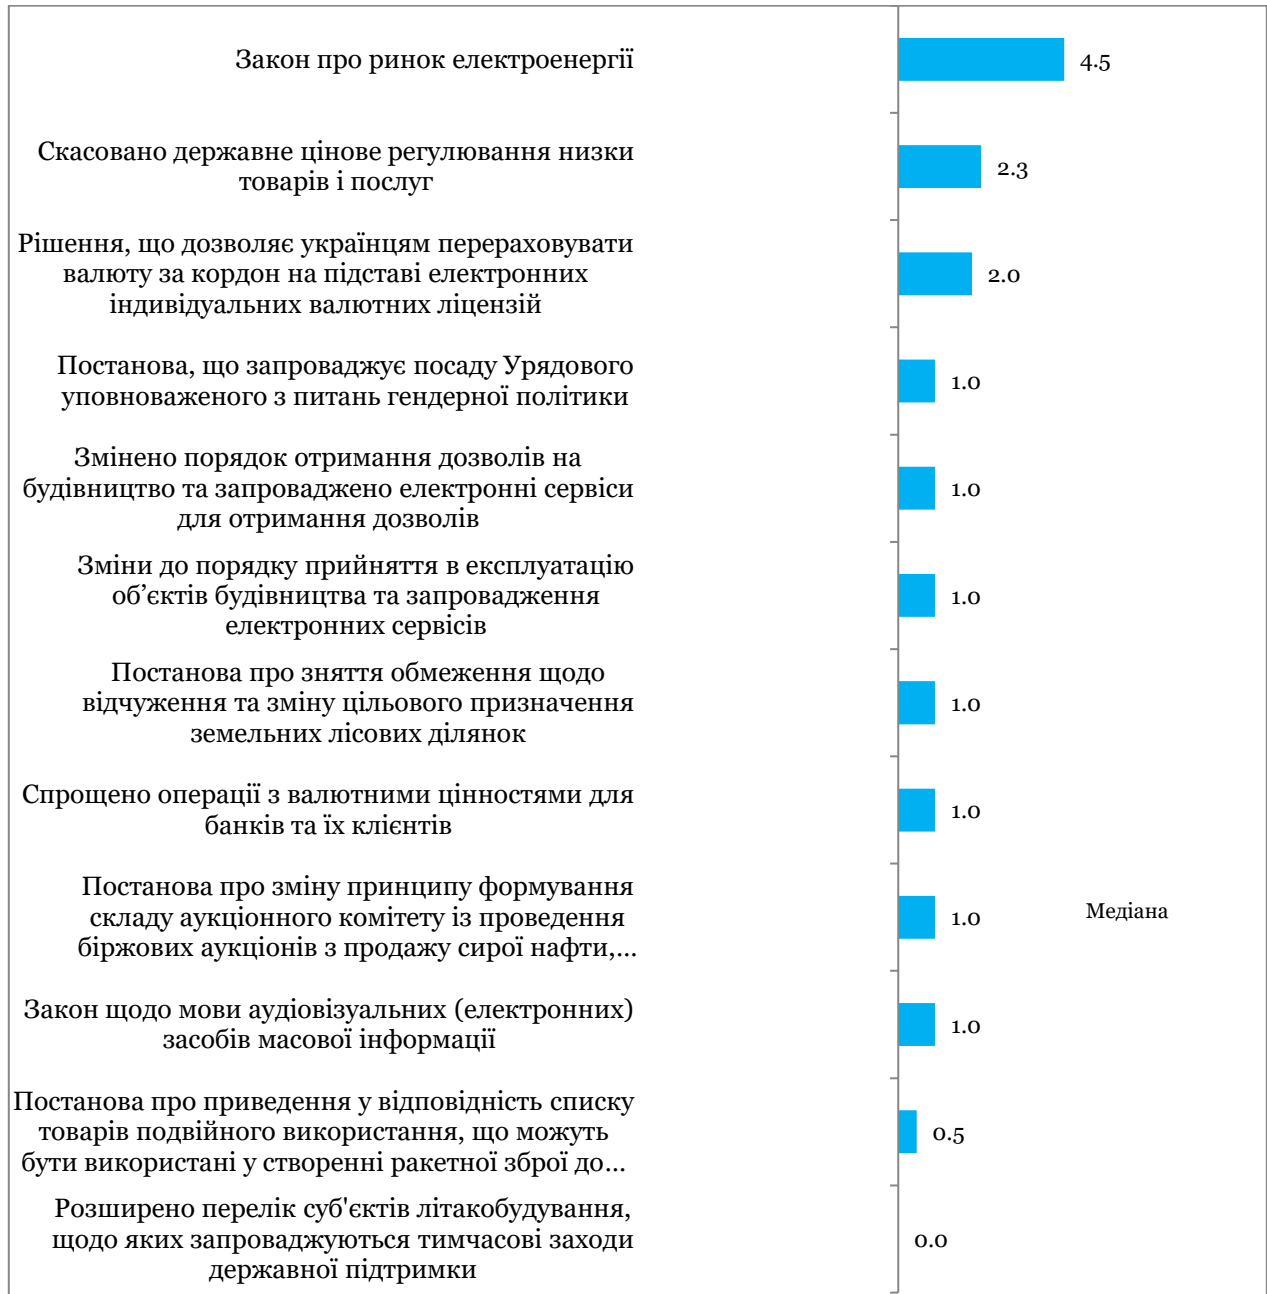 Закон про ринок електроенергії
4.5
Скасовано державне цінове регулювання низки
товарів і послуг
2.3
Рішення, що дозволяє українцям перераховувати
валюту за кордон на підставі електронних
індивідуальних валютних ліцензій
2.0
Постанова, що запроваджує посаду Урядового
уповноваженого з питань гендерної політики
1.0
Змінено порядок отримання дозволів на
будівництво та запроваджено електронні сервіси
для отримання дозволів
1.0
Зміни до порядку прийняття в експлуатацію
об’єктів будівництва та запровадження
електронних сервісів
1.0
Постанова про зняття обмеження щодо
відчуження та зміну цільового призначення
земельних лісових ділянок
1.0
Спрощено операції з валютними цінностями для
банків та їх клієнтів
1.0
Постанова про зміну принципу формування
складу аукціонного комітету із проведення
біржових аукціонів з продажу сирої нафти,...
1.0
Медіана
Закон щодо мови аудіовізуальних (електронних)
засобів масової інформації
1.0
Постанова про приведення у відповідність списку
товарів подвійного використання, що можуть
бути використані у створенні ракетної зброї до...
0.5
Розширено перелік суб'єктів літакобудування,
щодо яких запроваджуються тимчасові заходи
державної підтримки
0.0